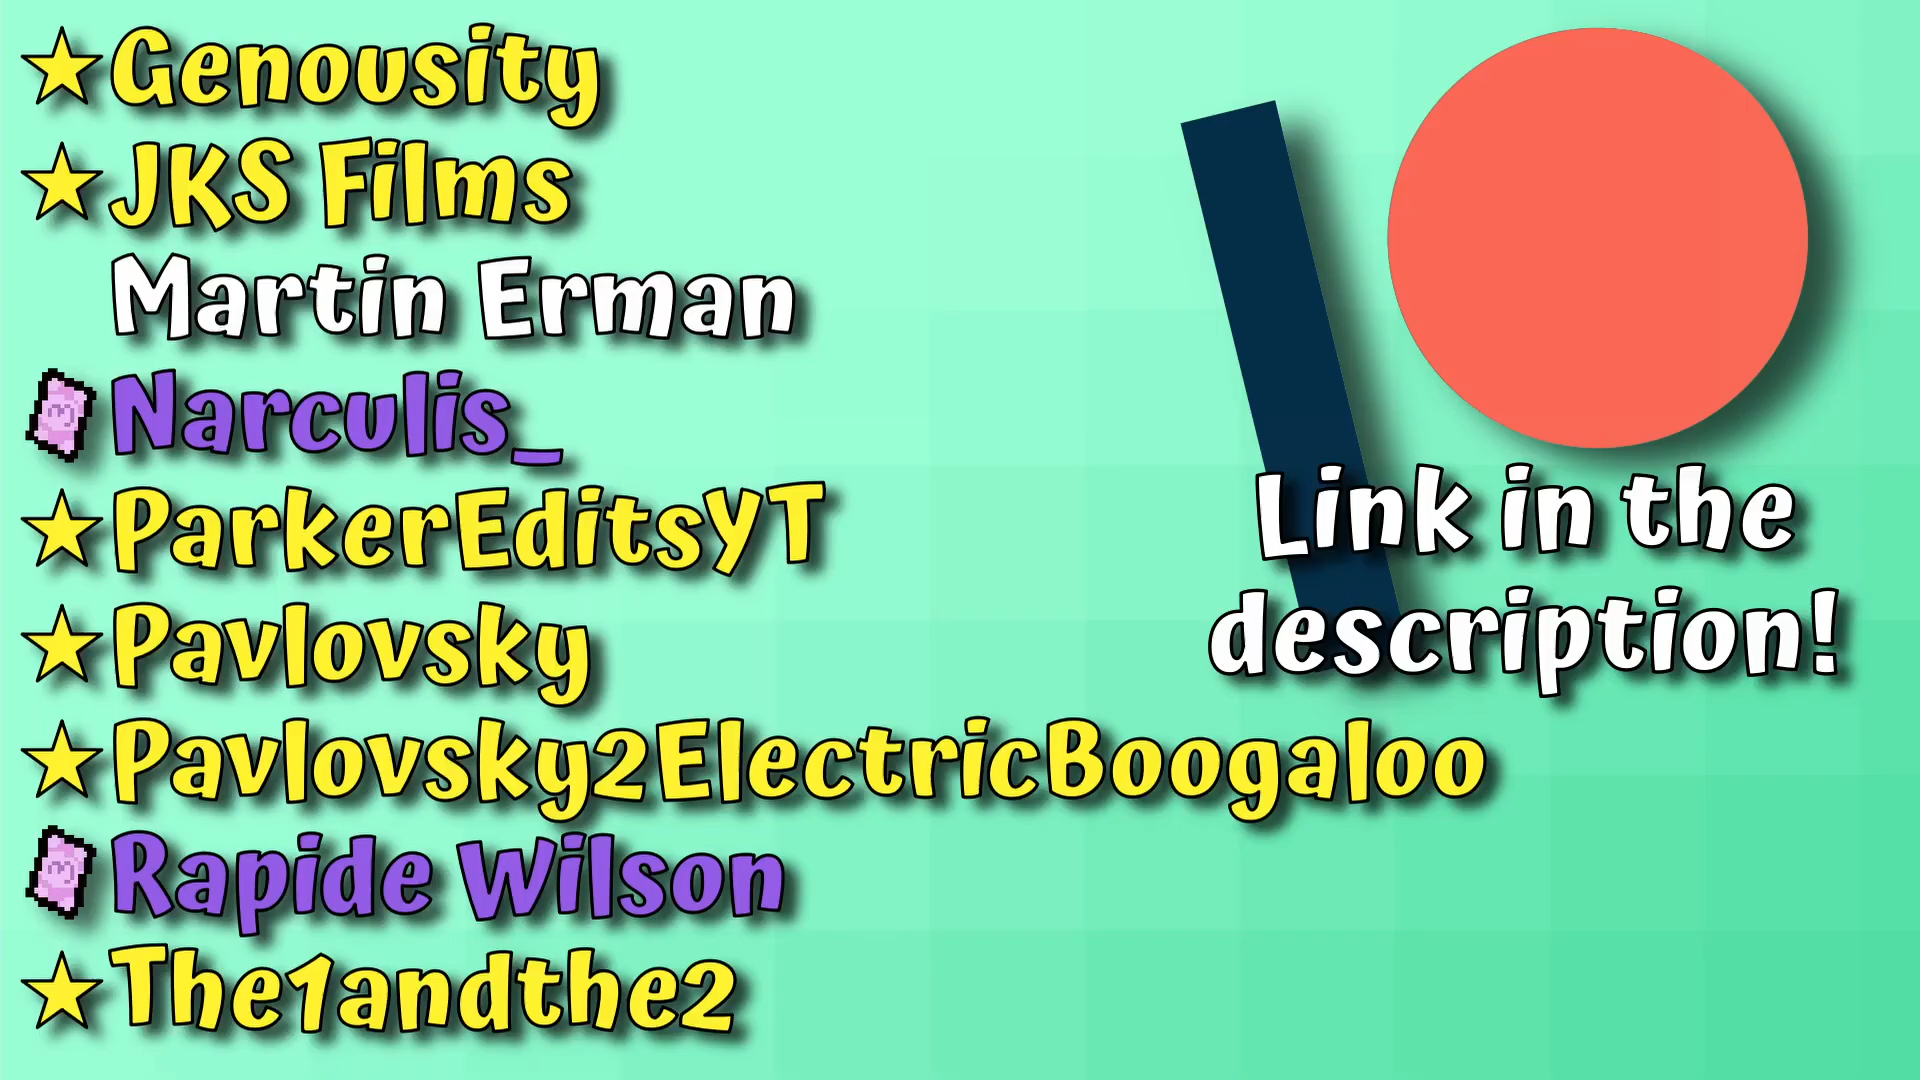 Genousity
JKS Films
Martin Erman
Narculis_
ParkerEditsYT
Pavlovsky
Pavlovsky2ElectricBoogaloo
Rapide Wilson
The1andthe2
Link in the
description!